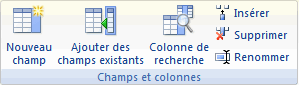 Nouveau
champ
Ajouter des
champs existants
Colonne de
recherche
Insérer
Supprimer
Renommer
Champs et colonnes